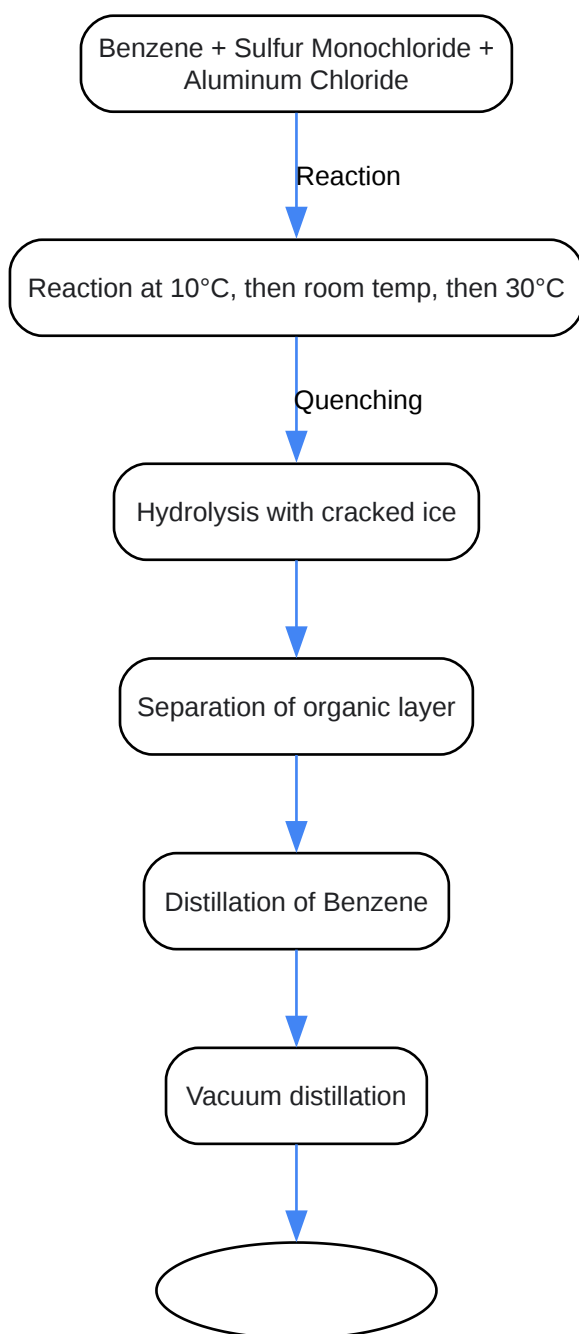 Benzene + Sulfur Monochloride +
Aluminum Chloride
Reaction
Reaction at 10°C, then room temp, then 30°C
Quenching
Hydrolysis with cracked ice
Separation of organic layer
Distillation of Benzene
Vacuum distillation